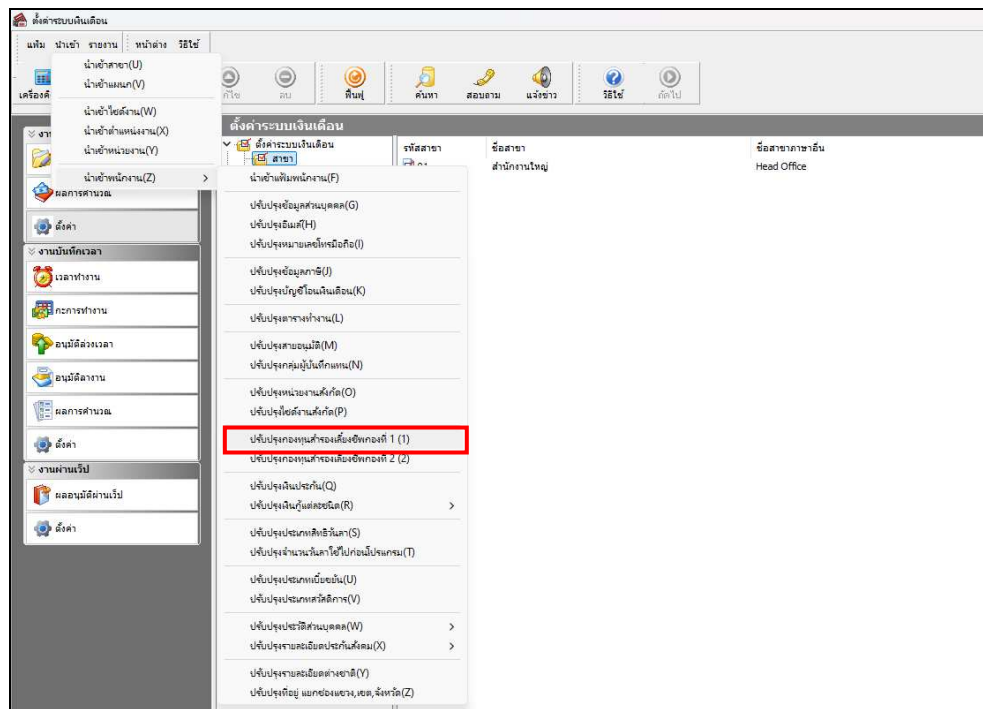 ตั้งค่าระบบเงินเดือน
แฟ้ม นำเข้า รายงาน หน้าต่าง วิธีใช้
นำเข้าสาขา(U)
นำเข้าแผนก(V)
นำเข้าไซต์งาน(W)
นำเข้าตำแหน่งงาน(X)
นำเข้าหน่วยงาน(Y)
นำเข้าพนักงาน(Z)
ลบ ฟื้นฟู ค้นหา สอบถาม แจ้งข่าว วิธีใช้ ถัดไป
ตั้งค่าระบบเงินเดือน
ตั้งค่าระบบเงินเดือน
สาขา
รหัสสาขา ชื่อสาขา ชื่อสาขาภาษาอื่น
01 สำนักงานใหญ่ Head Office
ผลการคำนวณ
ตั้งค่า
งานบันทึกเวลา
เวลาทำงาน
กะการทำงาน
อนุมัติล่วงเวลา
อนุมัติลางาน
ผลการคำนวณ
ตั้งค่า
งานผ่านเว็ป
ผลอนุมัติผ่านเว็ป
ตั้งค่า
นำเข้าแฟ้มพนักงาน(F)
ปรับปรุงข้อมูลส่วนบุคคล(G)
ปรับปรุงอีเมล์(H)
ปรับปรุงหมายเลขโทรมือถือ(I)
ปรับปรุงข้อมูลภาษี(J)
ปรับปรุงบัญชีโอนเงินเดือน(K)
ปรับปรุงตารางทำงาน(L)
ปรับปรุงสายอนุมัติ(M)
ปรับปรุงกลุ่มผู้บันทึกแทน(N)
ปรับปรุงหน่วยงานสังกัด(O)
ปรับปรุงไซต์งานสังกัด(P)
ปรับปรุงกองทุนสำรองเลี้ยงชีพกองที่ 1 (1)
ปรับปรุงกองทุนสำรองเลี้ยงชีพกองที่ 2 (2)
ปรับปรุงเงินประกัน(Q)
ปรับปรุงเงินกู้แต่ละชนิด(R)
ปรับปรุงประเภทสิทธิวันลา(S)
ปรับปรุงจำนวนวันลาใช้ไปก่อนโปรแกรม(T)
ปรับปรุงประเภทเบี้ยขยัน(U)
ปรับปรุงประเภทสวัสดิการ(V)
ปรับปรุงประวัติส่วนบุคคล(W)
ปรับปรุงรายละเอียดประกันสังคม(X)
ปรับปรุงรายละเอียดต่างชาติ(Y)
ปรับปรุงที่อยู่ แยกช่องแขวง,เขต,จังหวัด(Z)